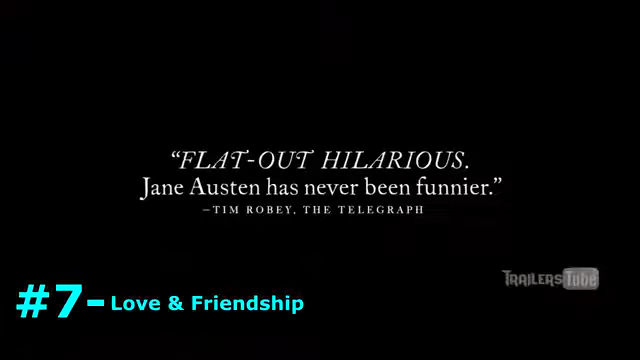 “FLAT-OUT HILARIOUS.
Jane Austen has never been funnier.”
—TIM ROBEY, THE TELEGRAPH
TRAILERSTUBE
#7- Love & Friendship